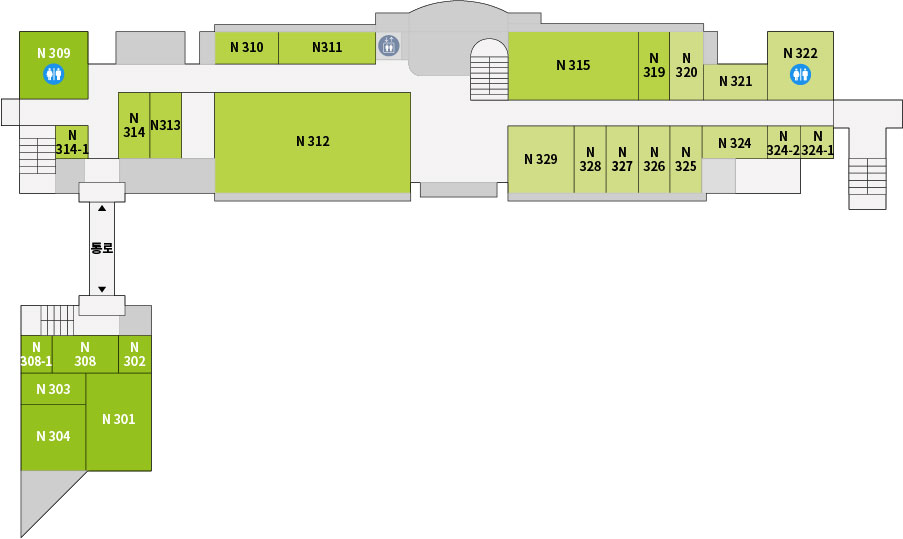 N 309
N 310
N311
N 315
N
319
N
320
N 321
N 322
N
314-1
N
314
N313
N 312
N 329
N
328
N
327
N
326
N
325
N 324
N
324-2
N
324-1
통로
N
308-1
N
308
N
302
N 303
N 304
N 301